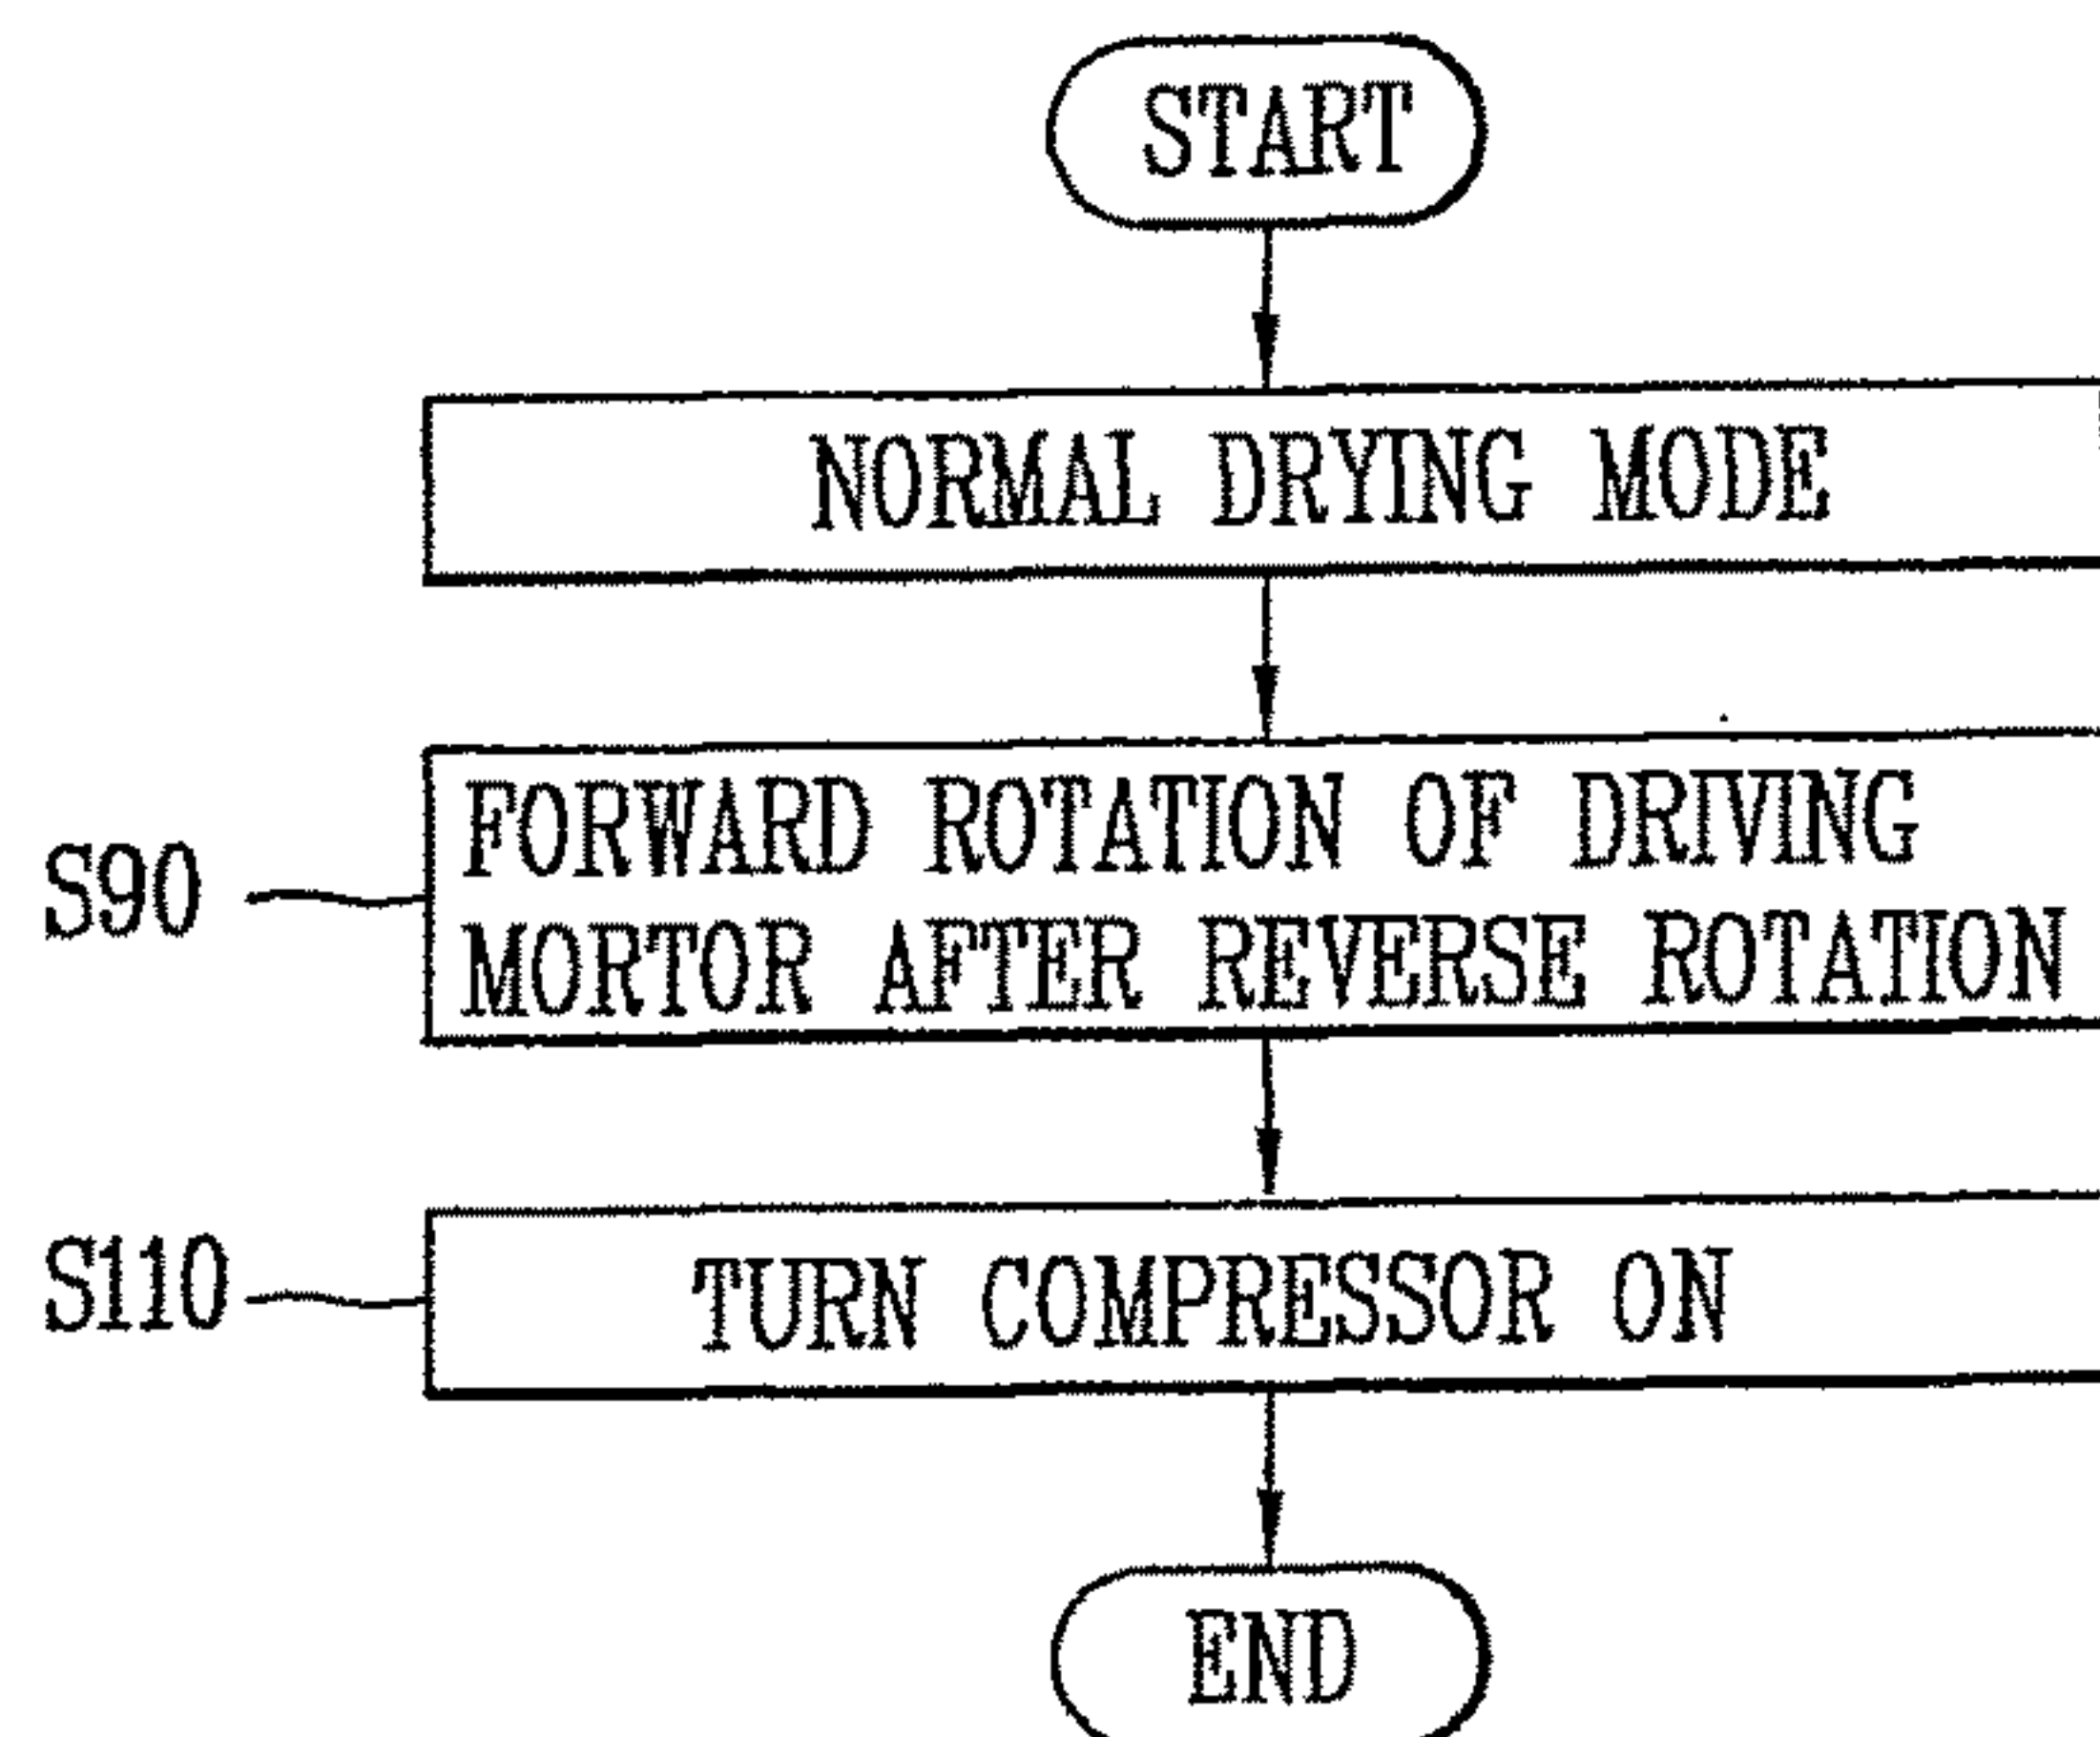 START
NORMAL DRYING MODE
S90
FORWARD ROTATION OF DRIVING
MORTOR AFTER REVERSE ROTATION
S110
TURN COMPRESSOR ON
END